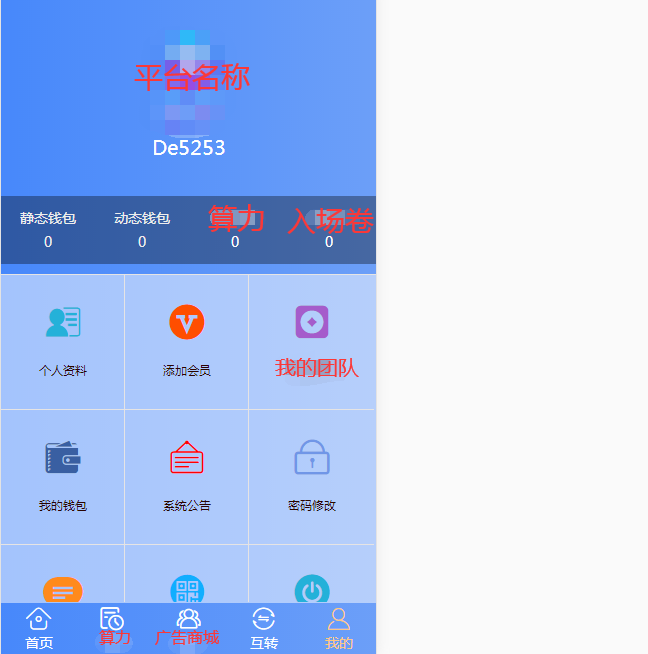 平台名称
De5253
静态钱包 动态钱包 算力 入场卷
0 0 0 0
个人资料 添加会员 我的团队
我的钱包 系统公告 密码修改
首页 算力 广告商城 互转 我的